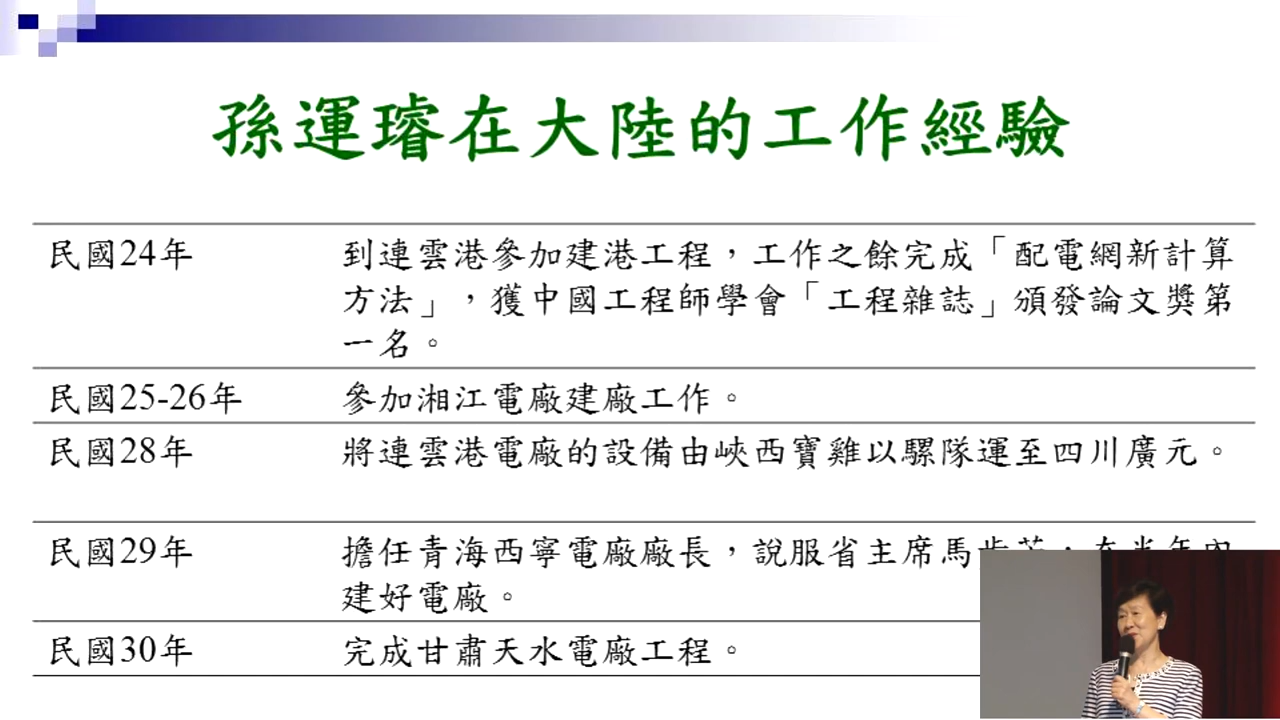 孫運璿在大陸的工作經驗
民國24年
到連雲港參加建港工程，工作之餘完成「配電網新計算
方法」，獲中國工程師學會「工程雜誌」頒發論文獎第
一名。
民國25-26年
參加湘江電廠建廠工作。
民國28年
將連雲港電廠的設備由峽西寶雞以騾隊運至四川廣元。
民國29年
擔任青海西寧電廠廠長，說服省主席馬步芳，在半年內
建好電廠。
民國30年
完成甘肅天水電廠工程。